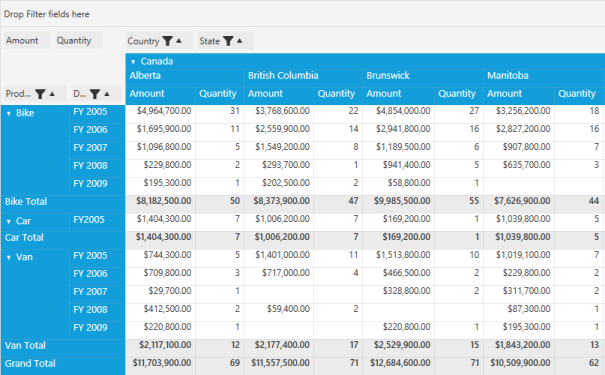 Drop Filter fields here
Amount Quantity Country State
Canada
Alberta British Columbia Brunswick Manitoba
Prod... D... Amount Quantity Amount Quantity Amount Quantity Amount Quantity
Bike FY 2005 $4,964,700.00 31 $3,768,600.00 22 $4,854,000.00 27 $3,256,200.00 18
FY 2006 $1,695,900.00 11 $2,559,900.00 14 $2,941,800.00 16 $2,827,200.00 16
FY 2007 $1,096,800.00 5 $1,549,200.00 8 $1,189,500.00 6 $907,800.00 7
FY 2008 $229,800.00 2 $293,700.00 1 $941,400.00 5 $635,700.00 3
FY 2009 $195,300.00 1 $202,500.00 2 $58,800.00 1
Bike Total $8,182,500.00 50 $8,373,900.00 47 $9,985,500.00 55 $7,626,900.00 44
Car FY2005 $1,404,300.00 7 $1,006,200.00 7 $169,200.00 1 $1,039,800.00 5
Car Total $1,404,300.00 7 $1,006,200.00 7 $169,200.00 1 $1,039,800.00 5
Van FY 2005 $744,300.00 5 $1,401,000.00 11 $1,513,800.00 10 $1,019,100.00 7
FY 2006 $709,800.00 3 $717,000.00 4 $466,500.00 2 $229,800.00 2
FY 2007 $29,700.00 1 $328,800.00 2 $311,700.00 2
FY 2008 $412,500.00 2 $59,400.00 2 $87,300.00 1
FY 2009 $220,800.00 1 $220,800.00 1 $195,300.00 1
Van Total $2,117,100.00 12 $2,177,400.00 17 $2,529,900.00 15 $1,843,200.00 13
Grand Total $11,703,900.00 69 $11,557,500.00 71 $12,684,600.00 71 $10,509,900.00 62